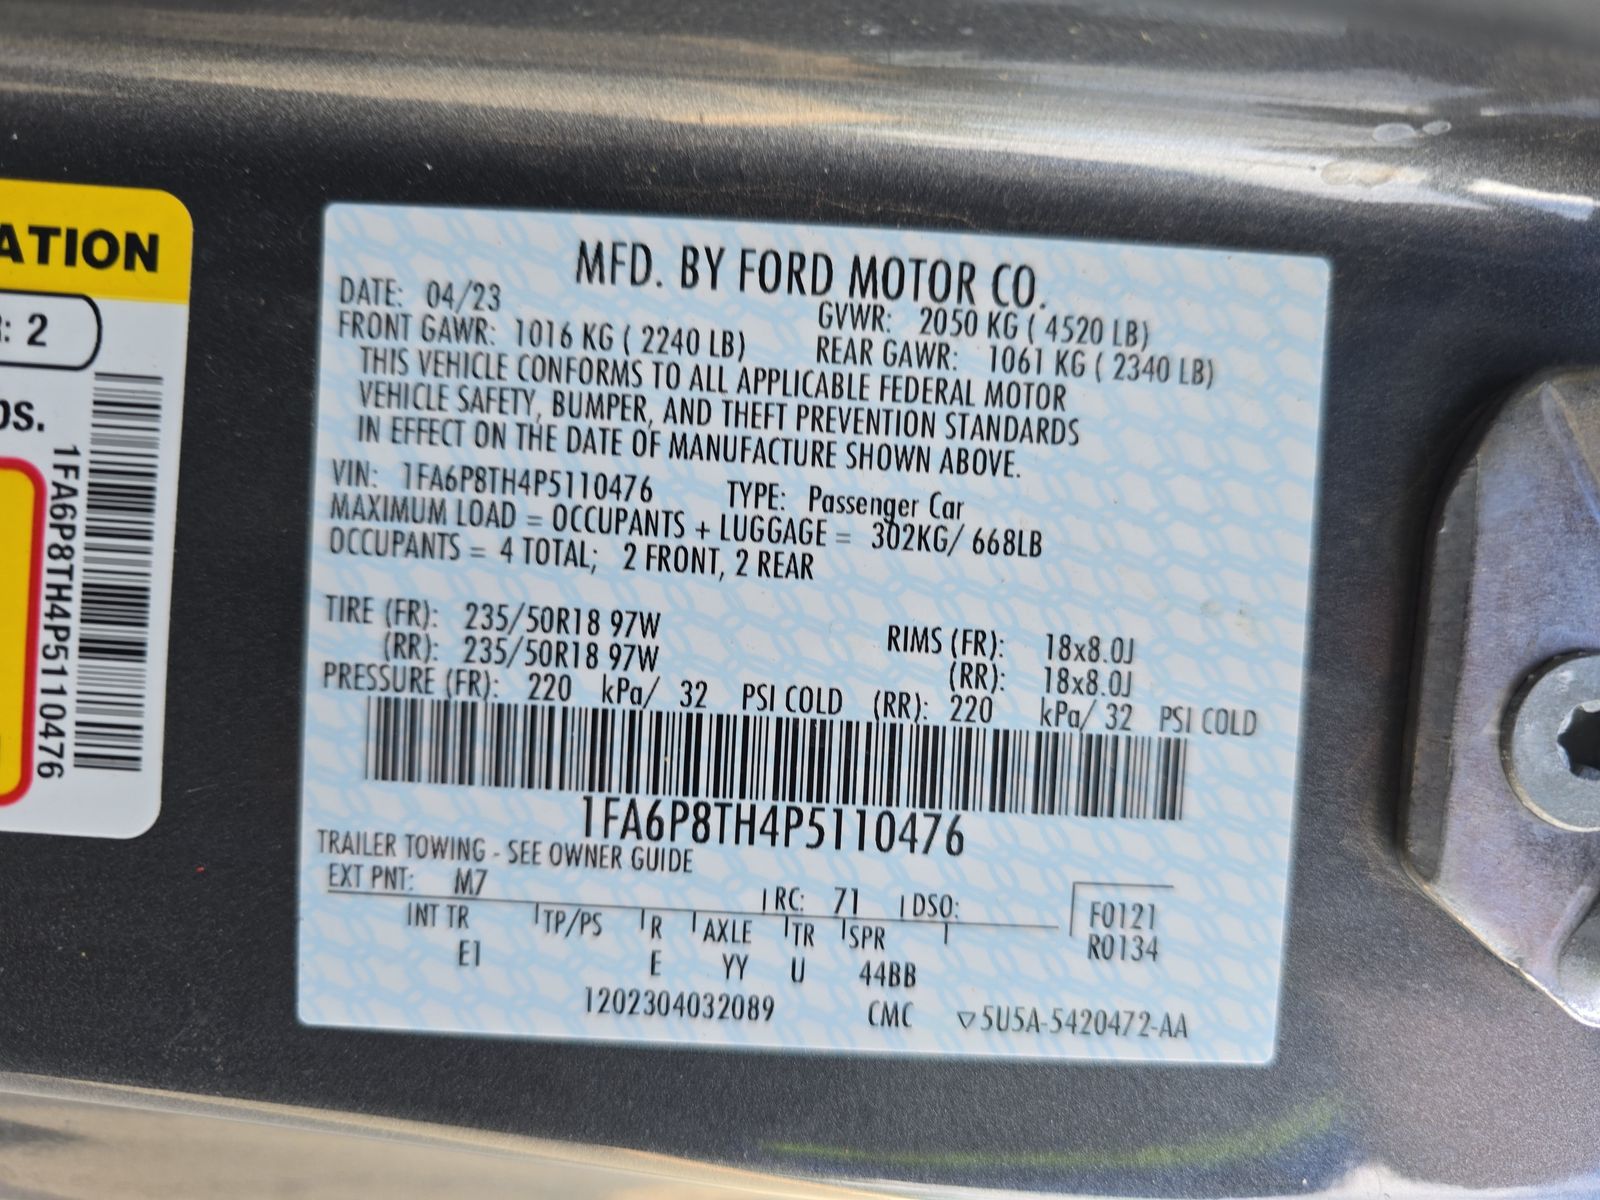 ATION
: 2
bs.
1FA6P8TH4P5110476
MFD. BY FORD MOTOR CO.
DATE: 04/23
GVWR: 2050 KG ( 4520 LB)
FRONT GAWR: 1016 KG ( 2240 LB)
REAR GAWR: 1061 KG ( 2340 LB)
THIS VEHICLE CONFORMS TO ALL APPLICABLE FEDERAL MOTOR
VEHICLE SAFETY, BUMPER, AND THEFT PREVENTION STANDARDS
IN EFFECT ON THE DATE OF MANUFACTURE SHOWN ABOVE.
VIN: 1FA6P8TH4P5110476 TYPE: Passenger Car
MAXIMUM LOAD = OCCUPANTS + LUGGAGE = 302KG/ 668LB
OCCUPANTS = 4 TOTAL; 2 FRONT, 2 REAR
TIRE (FR): 235/50R18 97W RIMS (FR): 18x8.0J
(RR): 235/50R18 97W (RR): 18x8.0J
PRESSURE (FR): 220 kPa/ 32 PSI COLD (RR): 220 kPa/ 32 PSI COLD
1FA6P8TH4P5110476
TRAILER TOWING - SEE OWNER GUIDE
EXT PNT: M7 RC: 71 DSO:
F0121
R0134
INT TR TP/PS R AXLE TR SPR
E1 E YY U 44BB
1202304032089 CMC ▽5U5A-5420472-AA